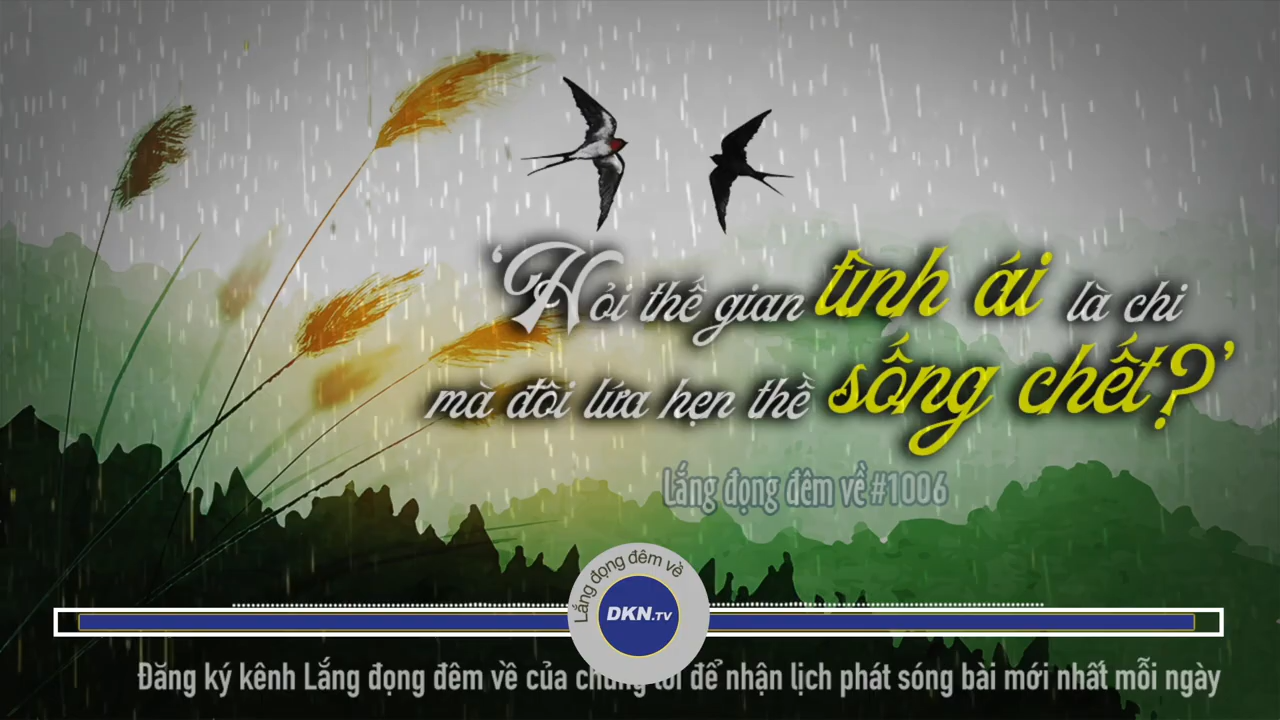 ‘Hỏi thế gian tình ái là chi
mà đôi lứa hẹn thề sống chết?’
lắng đọng đêm về #1006
Lắng đọng đêm về
DKN.TV
Đăng ký kênh Lắng đọng đêm về của chúng tôi để nhận lịch phát sóng bài mới nhất mỗi ngày